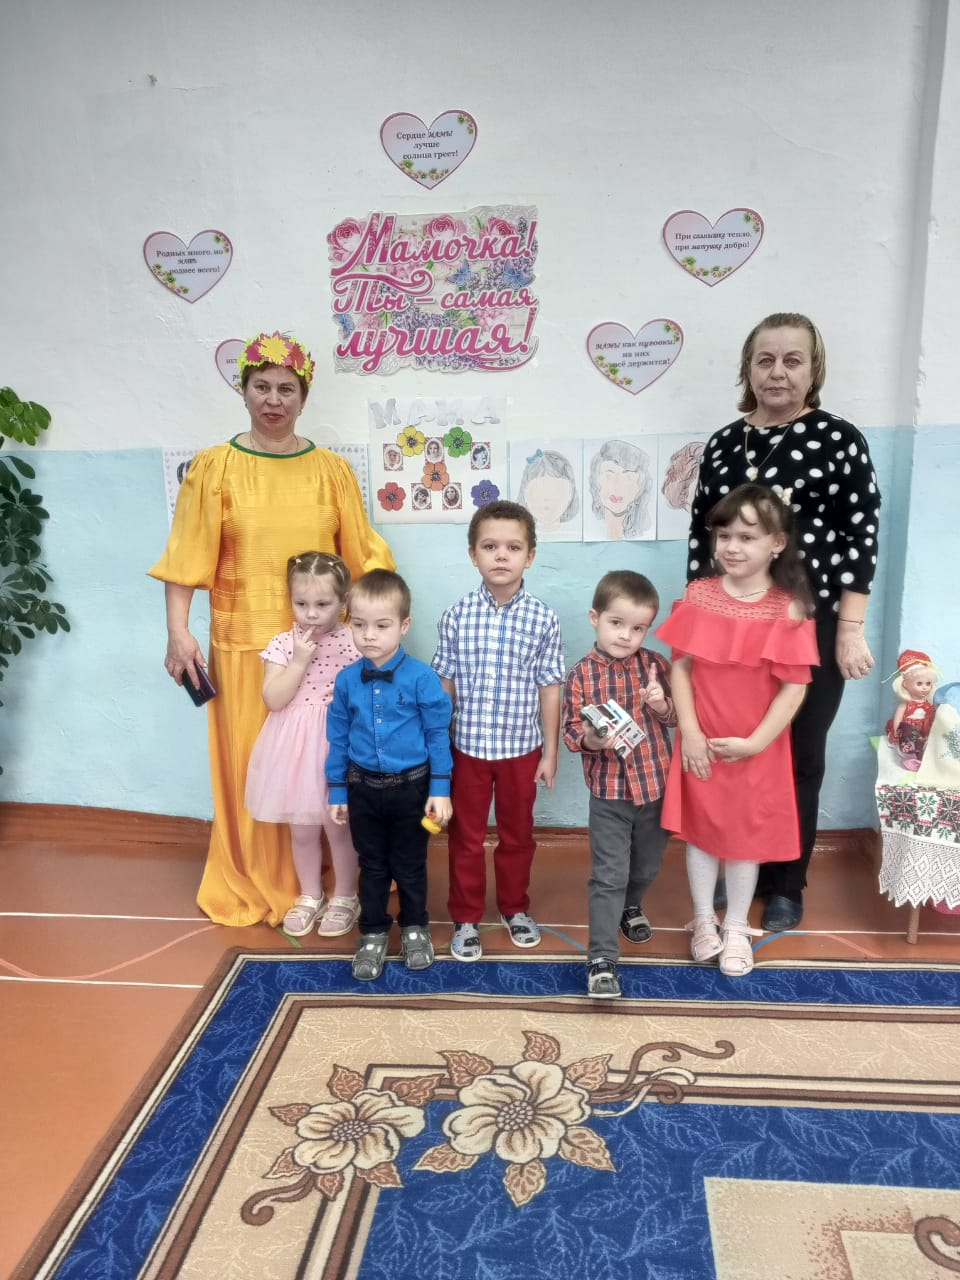 Сердце МАМЫ
лучше
солнца греет!
Мамочка!
Ты – самая
лучшая!
Родных много, но
МАТЬ
роднее всего!
При солнышке тепло,
при матушке добро!
МАМЫ как пуговки,
на них
всё держится!
МАМА